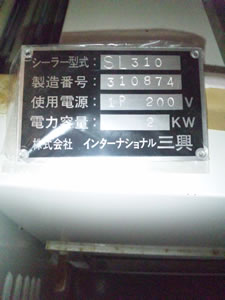 シーラー型式: SL310
製造番号: 310874
使用電源: 1P 200 V
電力容量: 2 KW
株式会社 インターナショナル三興